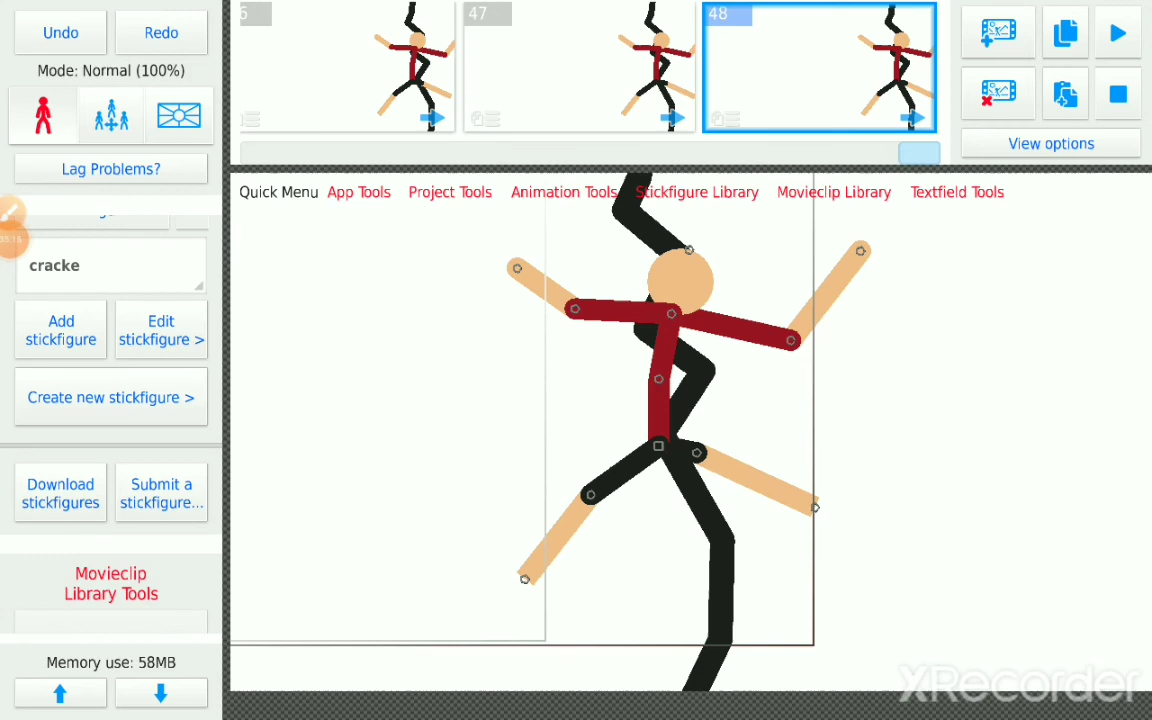 Undo
Redo
Mode: Normal (100%)
Lag Problems?
cracke
Add stickfigure
Edit stickfigure >
Create new stickfigure >
Download stickfigures
Submit a stickfigure...
Movieclip
Library Tools
Memory use: 58MB
6
47
48
View options
Quick Menu App Tools Project Tools Animation Tools Stickfigure Library Movieclip Library Textfield Tools
XRecorder